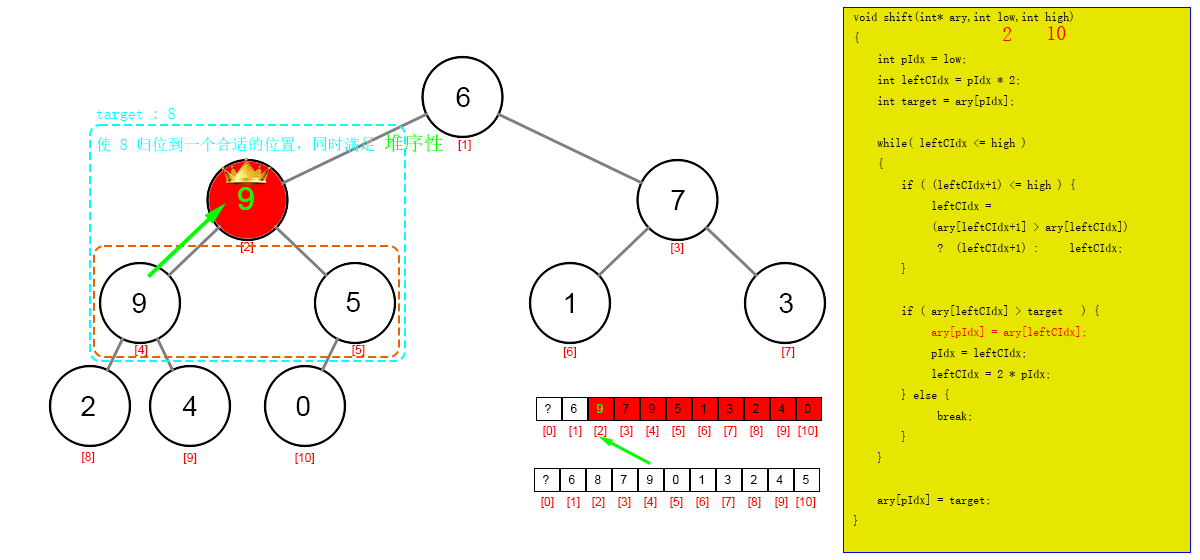 target : 8
使 8 归位到一个合适的位置，同时满足 堆序性
6
[1]
9
[2]
7
[3]
9
[4]
5
[5]
1
[6]
3
[7]
2
[8]
4
[9]
0
[10]
? 6 9 7 9 5 1 3 2 4 0
[0] [1] [2] [3] [4] [5] [6] [7] [8] [9] [10]
? 6 8 7 9 0 1 3 2 4 5
[0] [1] [2] [3] [4] [5] [6] [7] [8] [9] [10]
void shift(int* ary,int low,int high)
{ 2 10
int pIdx = low;
int leftCIdx = pIdx * 2;
int target = ary[pIdx];
while( leftCIdx <= high )
{
if ( (leftCIdx+1) <= high ) {
leftCIdx =
(ary[leftCIdx+1] > ary[leftCIdx])
? (leftCIdx+1) : leftCIdx;
}
if ( ary[leftCIdx] > target ) {
ary[pIdx] = ary[leftCIdx];
pIdx = leftCIdx;
leftCIdx = 2 * pIdx;
} else {
break;
}
}
ary[pIdx] = target;
}